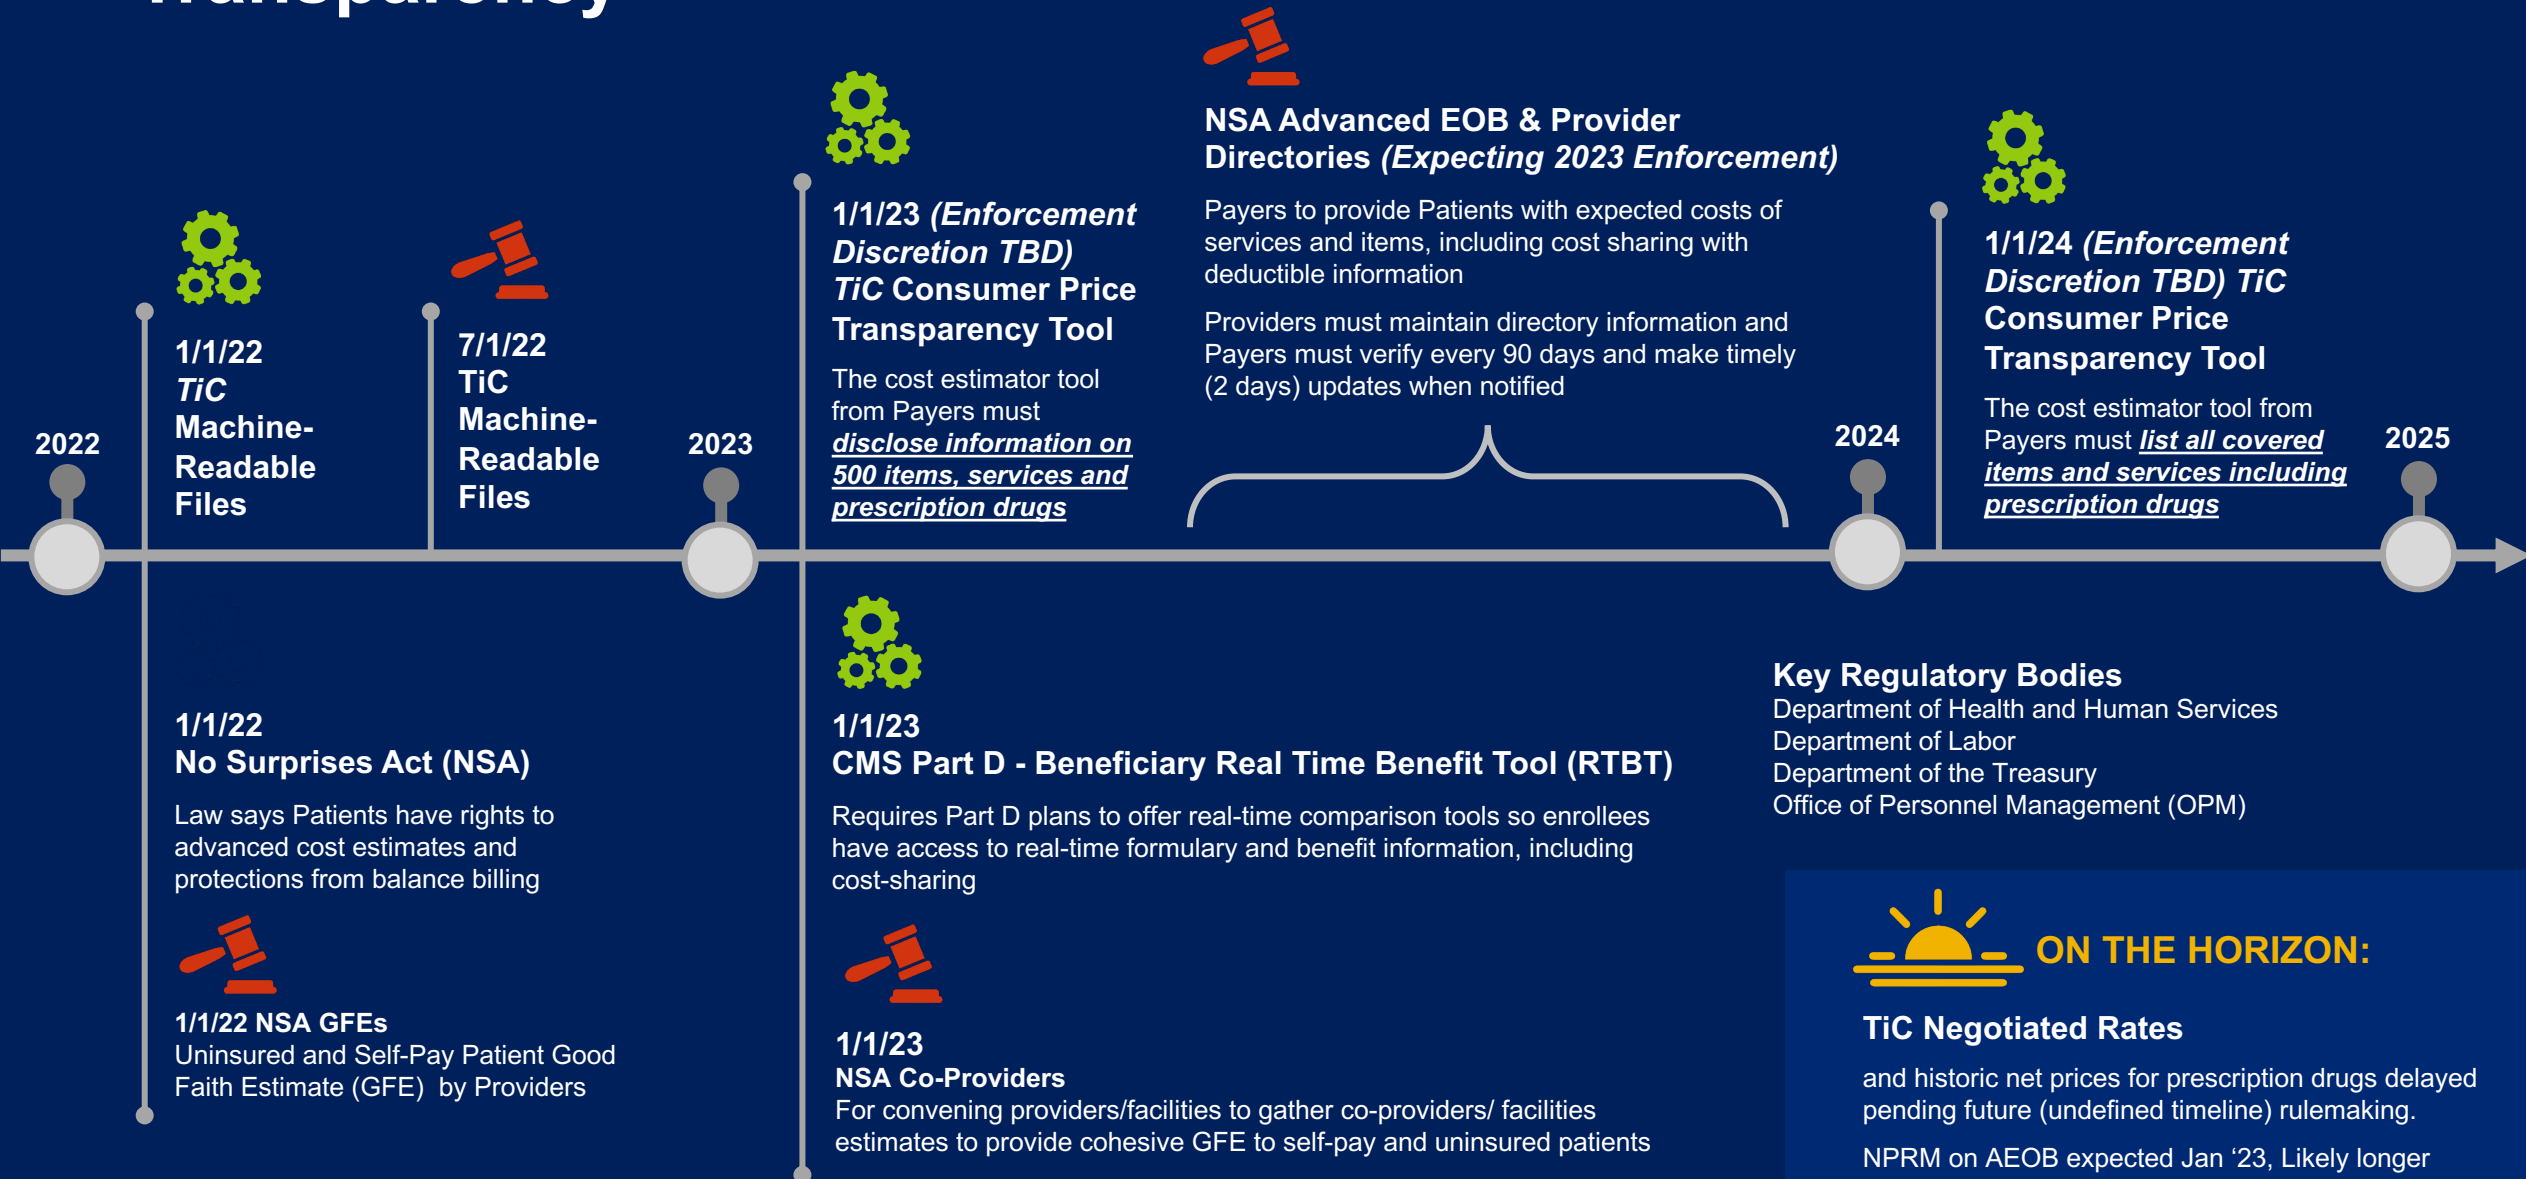 Transparency
2022
1/1/22
TiC
Machine-
Readable
Files
7/1/22
TiC
Machine-
Readable
Files
2023
1/1/23 (Enforcement
Discretion TBD)
TiC Consumer Price
Transparency Tool
The cost estimator tool
from Payers must
disclose information on
500 items, services and
prescription drugs
NSA Advanced EOB & Provider
Directories (Expecting 2023 Enforcement)
Payers to provide Patients with expected costs of
services and items, including cost sharing with
deductible information
Providers must maintain directory information and
Payers must verify every 90 days and make timely
(2 days) updates when notified
2024
1/1/24 (Enforcement
Discretion TBD) TiC
Consumer Price
Transparency Tool
The cost estimator tool from
Payers must list all covered
items and services including
prescription drugs
2025
1/1/22
No Surprises Act (NSA)
Law says Patients have rights to
advanced cost estimates and
protections from balance billing
1/1/22 NSA GFEs
Uninsured and Self-Pay Patient Good
Faith Estimate (GFE)  by Providers
1/1/23
CMS Part D - Beneficiary Real Time Benefit Tool (RTBT)
Requires Part D plans to offer real-time comparison tools so enrollees
have access to real-time formulary and benefit information, including
cost-sharing
1/1/23
NSA Co-Providers
For convening providers/facilities to gather co-providers/ facilities
estimates to provide cohesive GFE to self-pay and uninsured patients
Key Regulatory Bodies
Department of Health and Human Services
Department of Labor
Department of the Treasury
Office of Personnel Management (OPM)
ON THE HORIZON:
TiC Negotiated Rates
and historic net prices for prescription drugs delayed
pending future (undefined timeline) rulemaking.
NPRM on AEOB expected Jan ‘23, Likely longer